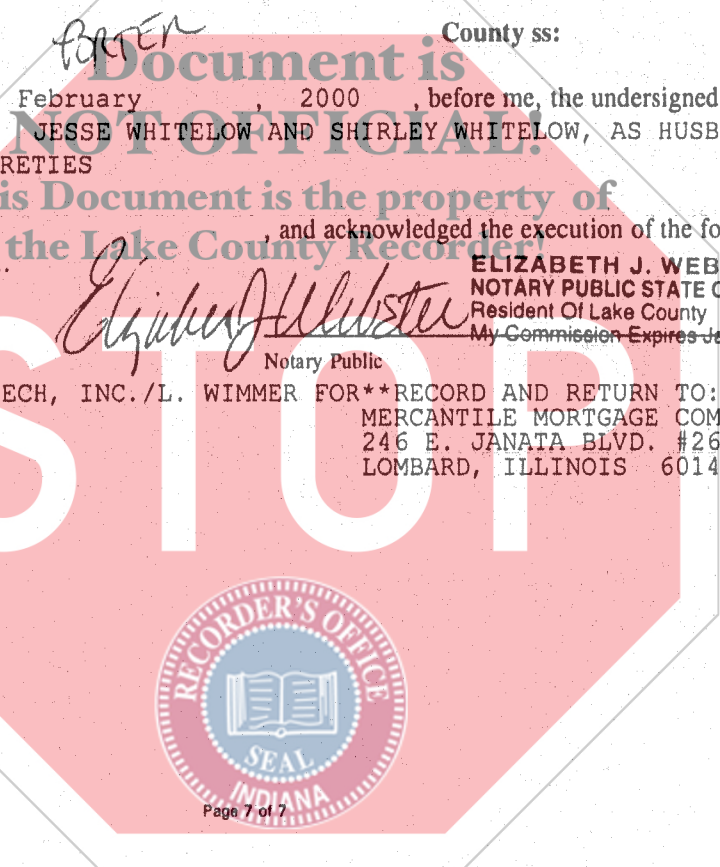 PORTER County ss:
Document is
February , 2000 , before me, the undersigned
NOT OFFICIAL!
JESSE WHITELOW AND SHIRLEY WHITELOW, AS HUSB
RETIES
is Document is the property of
, and acknowledged the execution of the fo
the Lake County Recorder!
ELIZABETH J. WEB
Elizabeth J Webster NOTARY PUBLIC STATE O
Resident Of Lake County
My Commission Expires Ja
Notary Public
ECH, INC./L. WIMMER FOR**RECORD AND RETURN TO:
MERCANTILE MORTGAGE COM
246 E. JANATA BLVD. #26
LOMBARD, ILLINOIS 6014
STOP
RECORDER'S OFFICE
SEAL
INDIANA
Page 7 of 7